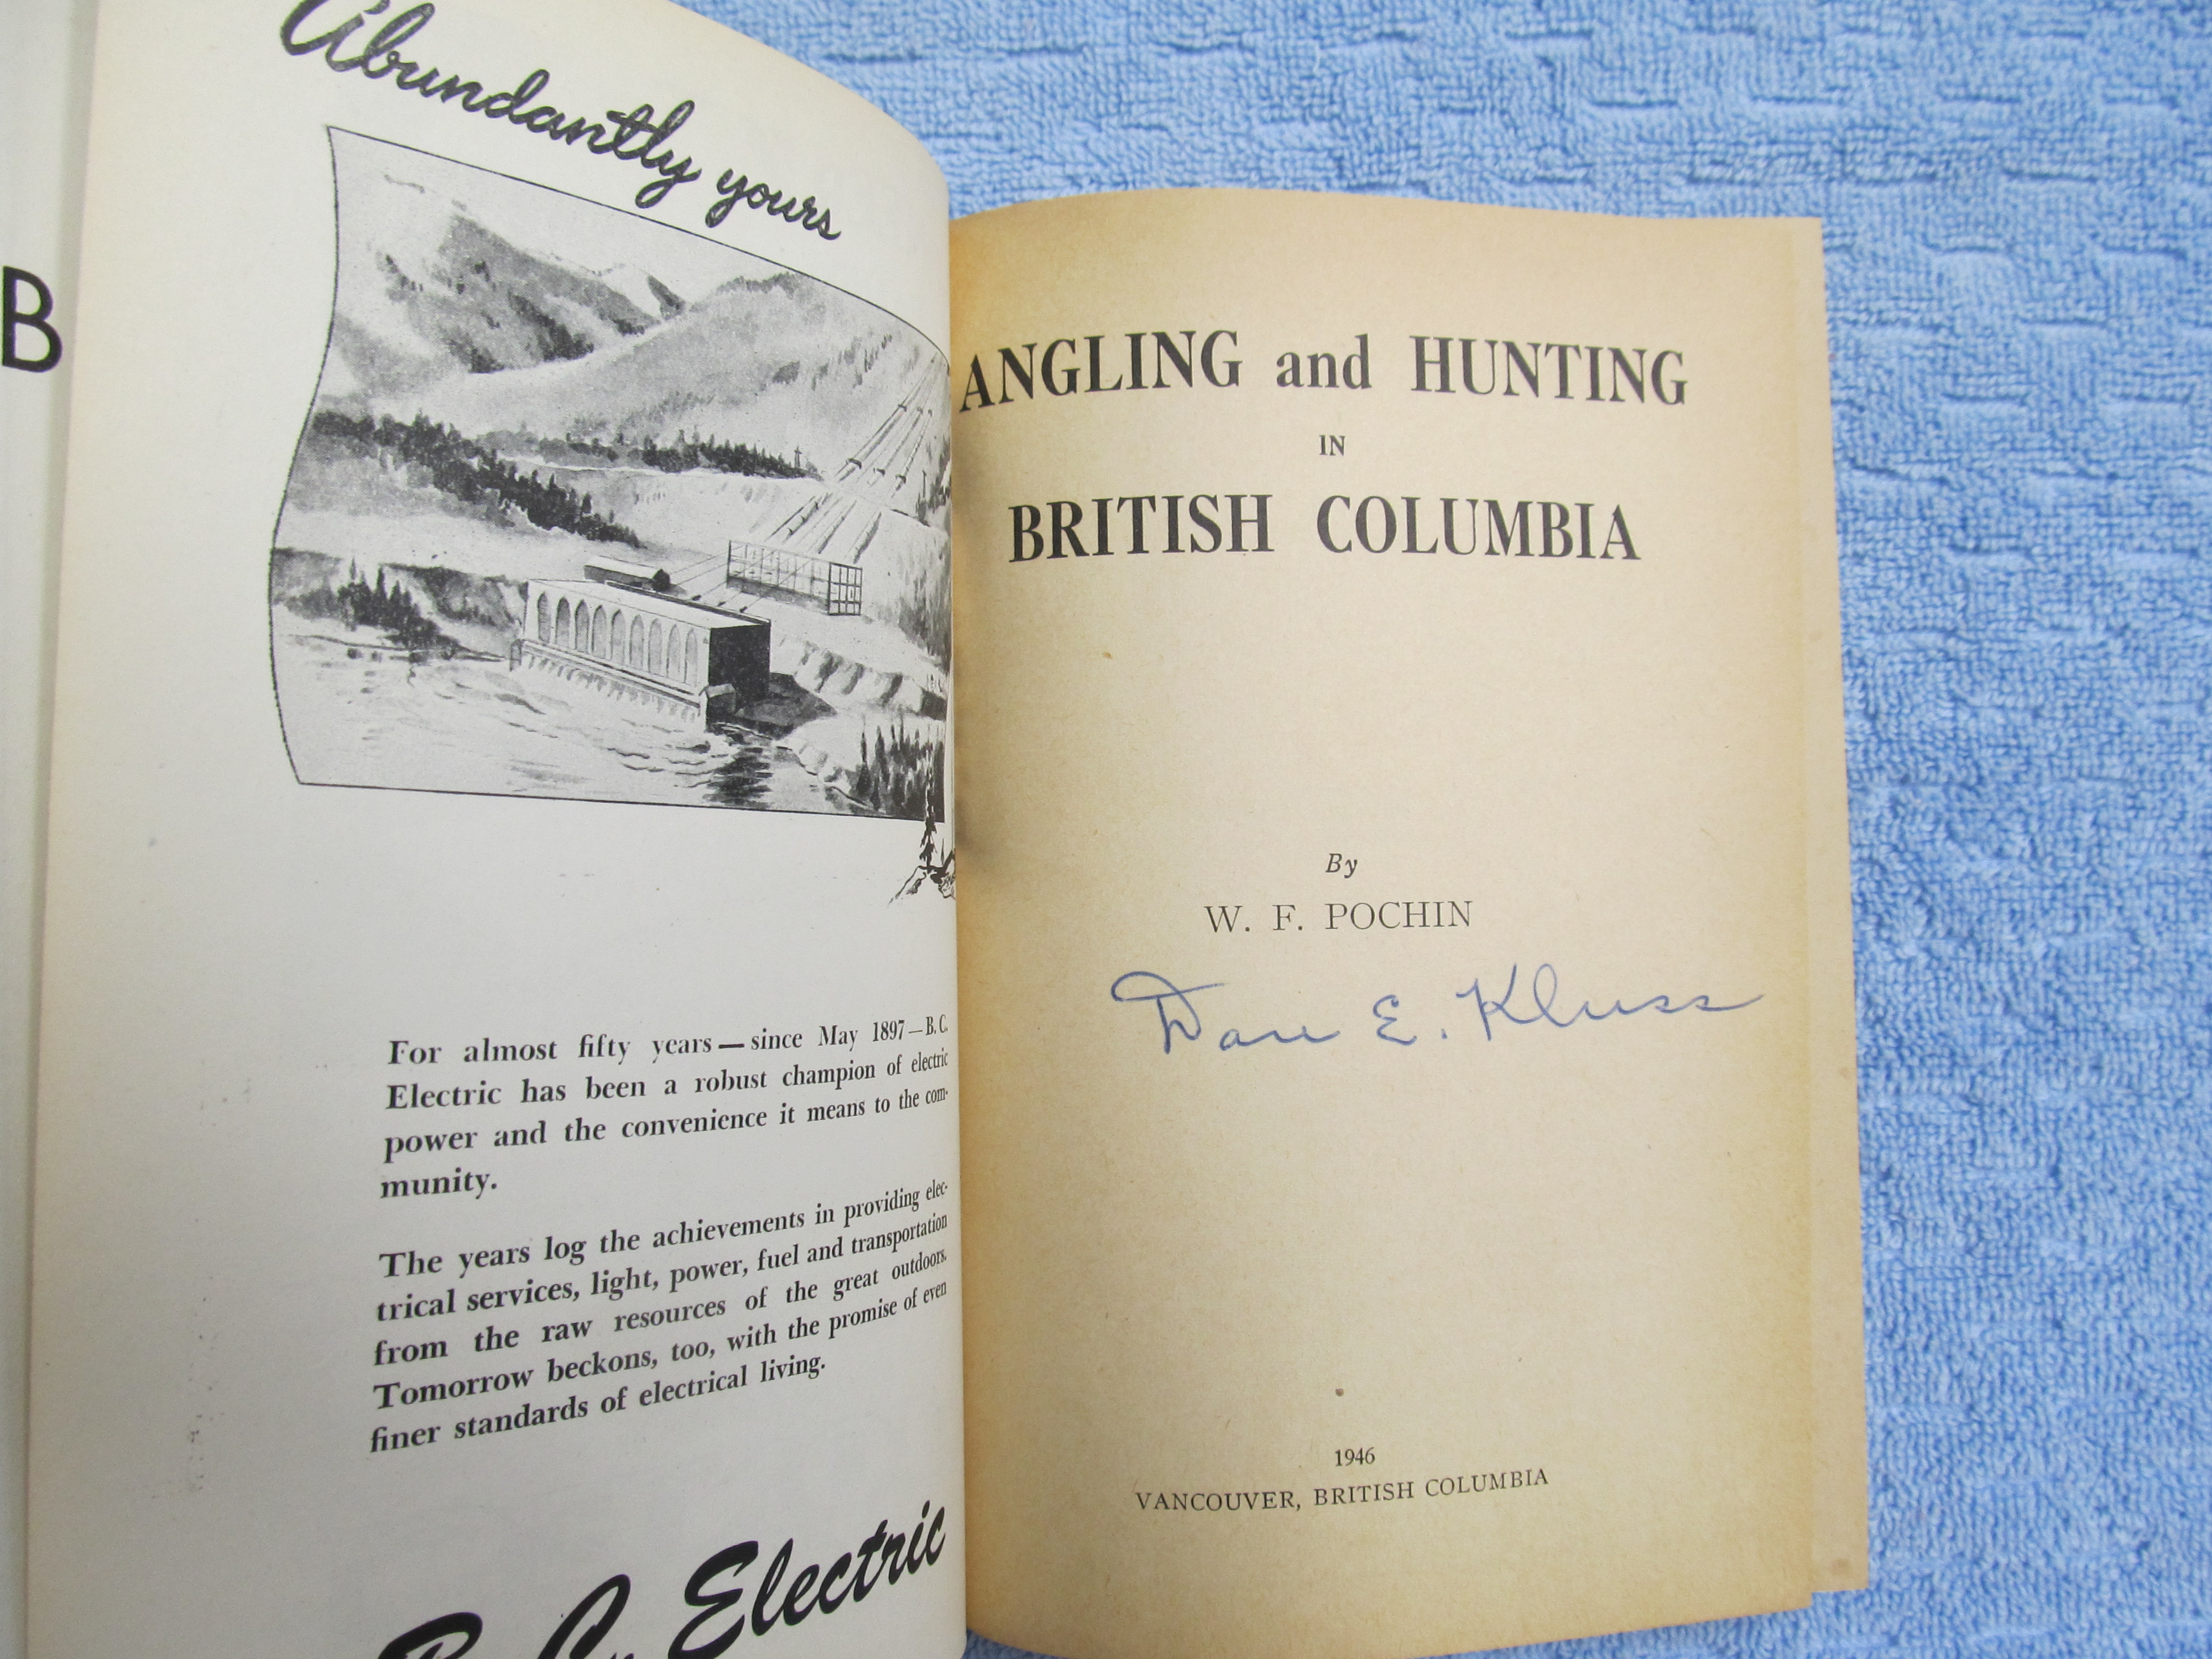 B
Abundantly yours
For almost fifty years — since May 1897 — B. C.
Electric has been a robust champion of electric
power and the convenience it means to the com-
munity.
The years log the achievements in providing elec-
trical services, light, power, fuel and transportation
from the raw resources of the great outdoors.
Tomorrow beckons, too, with the promise of even
finer standards of electrical living.
B. C. Electric
ANGLING and HUNTING
IN
BRITISH COLUMBIA
By
W. F. POCHIN
Dan E. Kluss
1946
VANCOUVER, BRITISH COLUMBIA